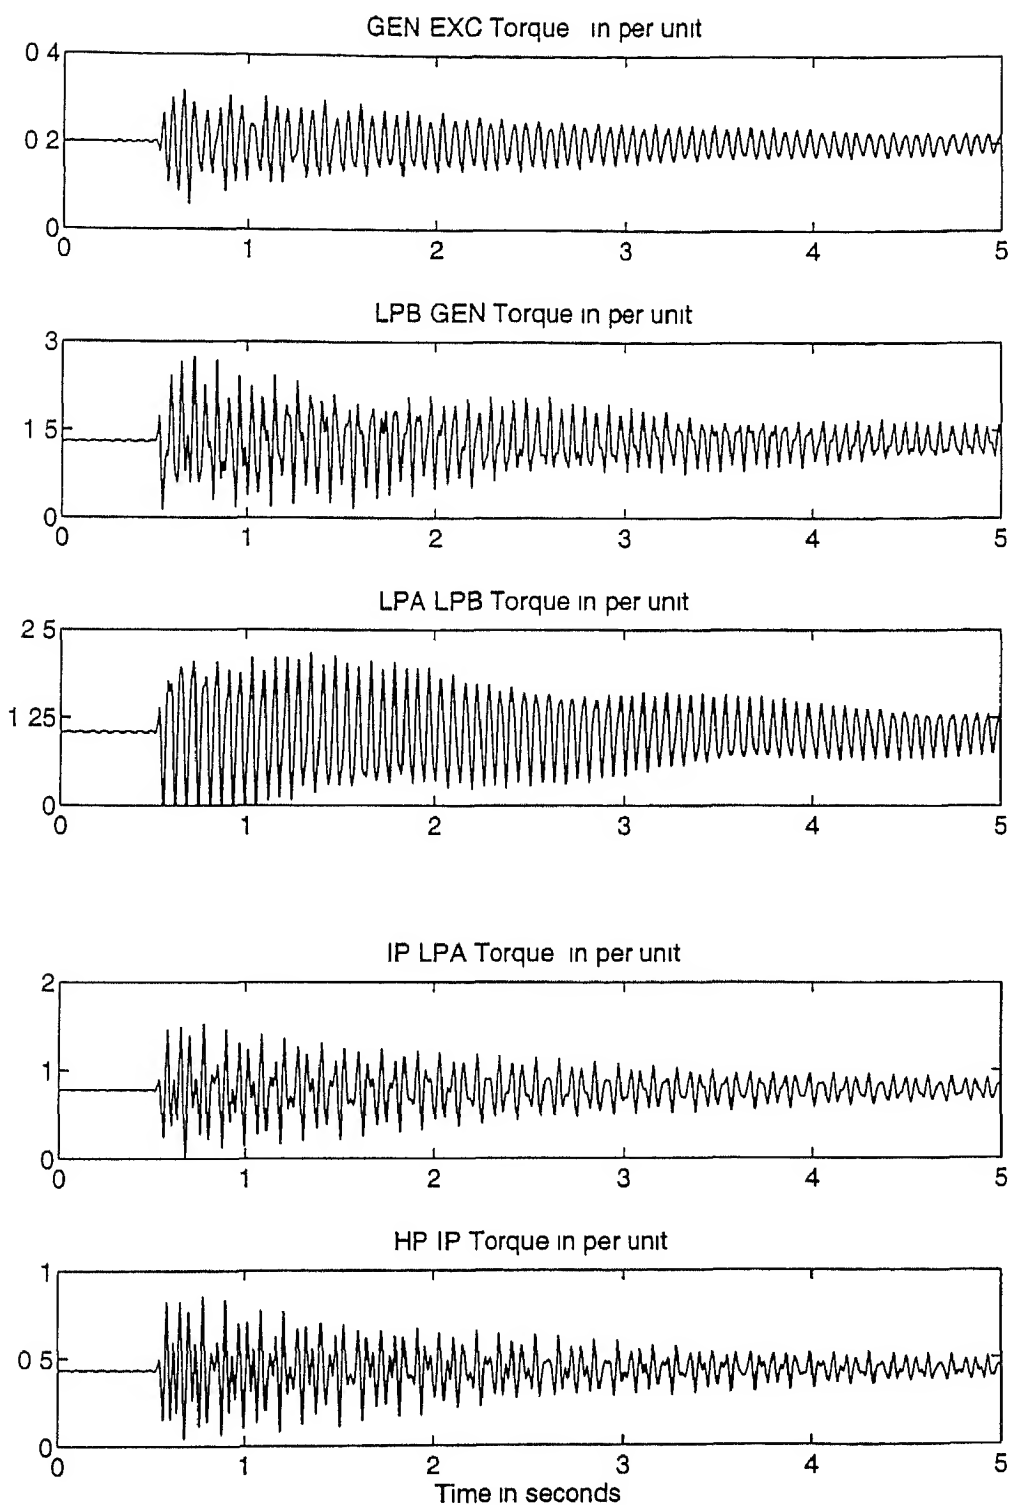 GEN EXC Torque in per unit
0 4
0 2
0
0 1 2 3 4 5
LPB GEN Torque in per unit
3
1 5
0
0 1 2 3 4 5
LPA LPB Torque in per unit
2 5
1 25
0
0 1 2 3 4 5
IP LPA Torque in per unit
2
1
0
0 1 2 3 4 5
HP IP Torque in per unit
1
0 5
0
0 1 2 3 4 5
Time in seconds